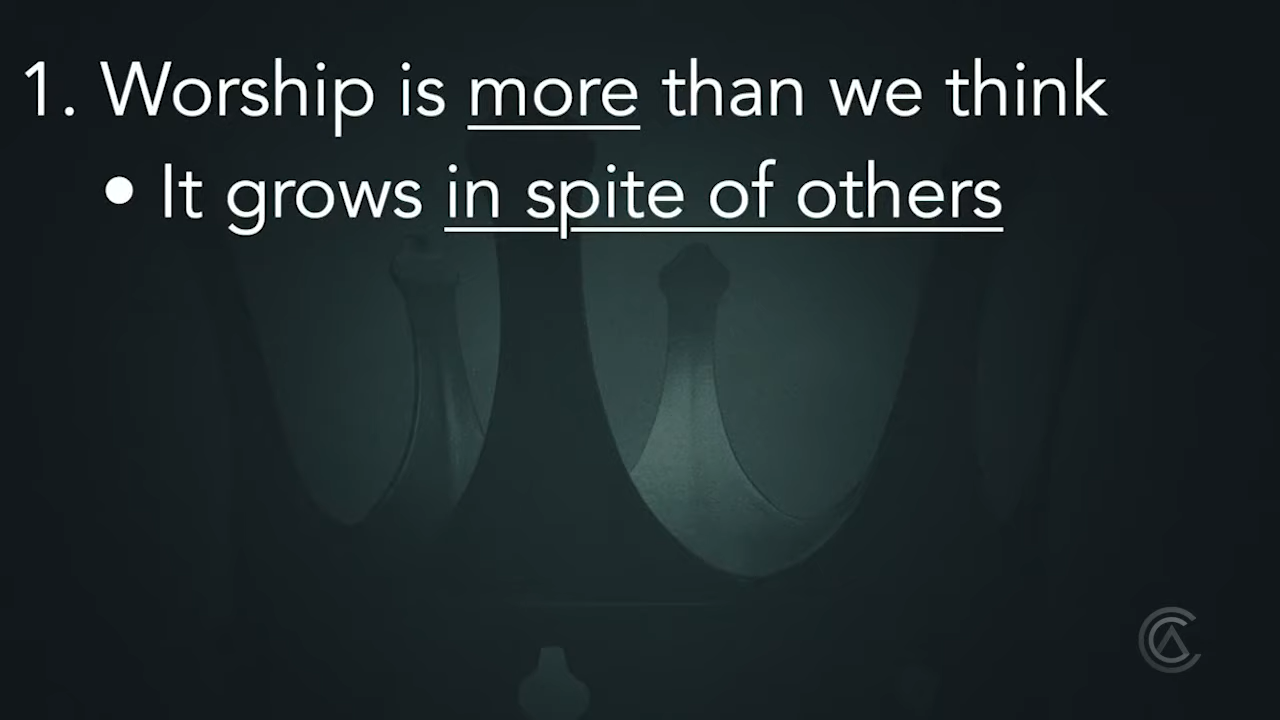 1. Worship is more than we think
• It grows in spite of others